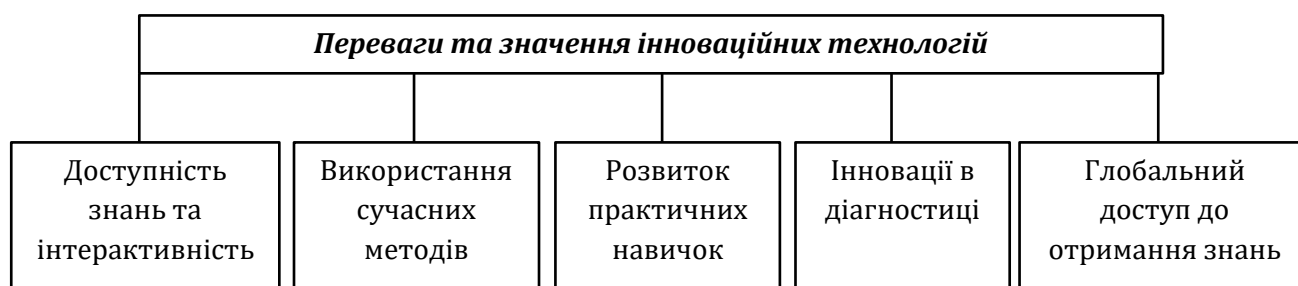 Переваги та значення інноваційних технологій
Доступність
знань та
інтерактивність
Використання
сучасних
методів
Розвиток
практичних
навичок
Інновації в
діагностиці
Глобальний
доступ до
отримання знань